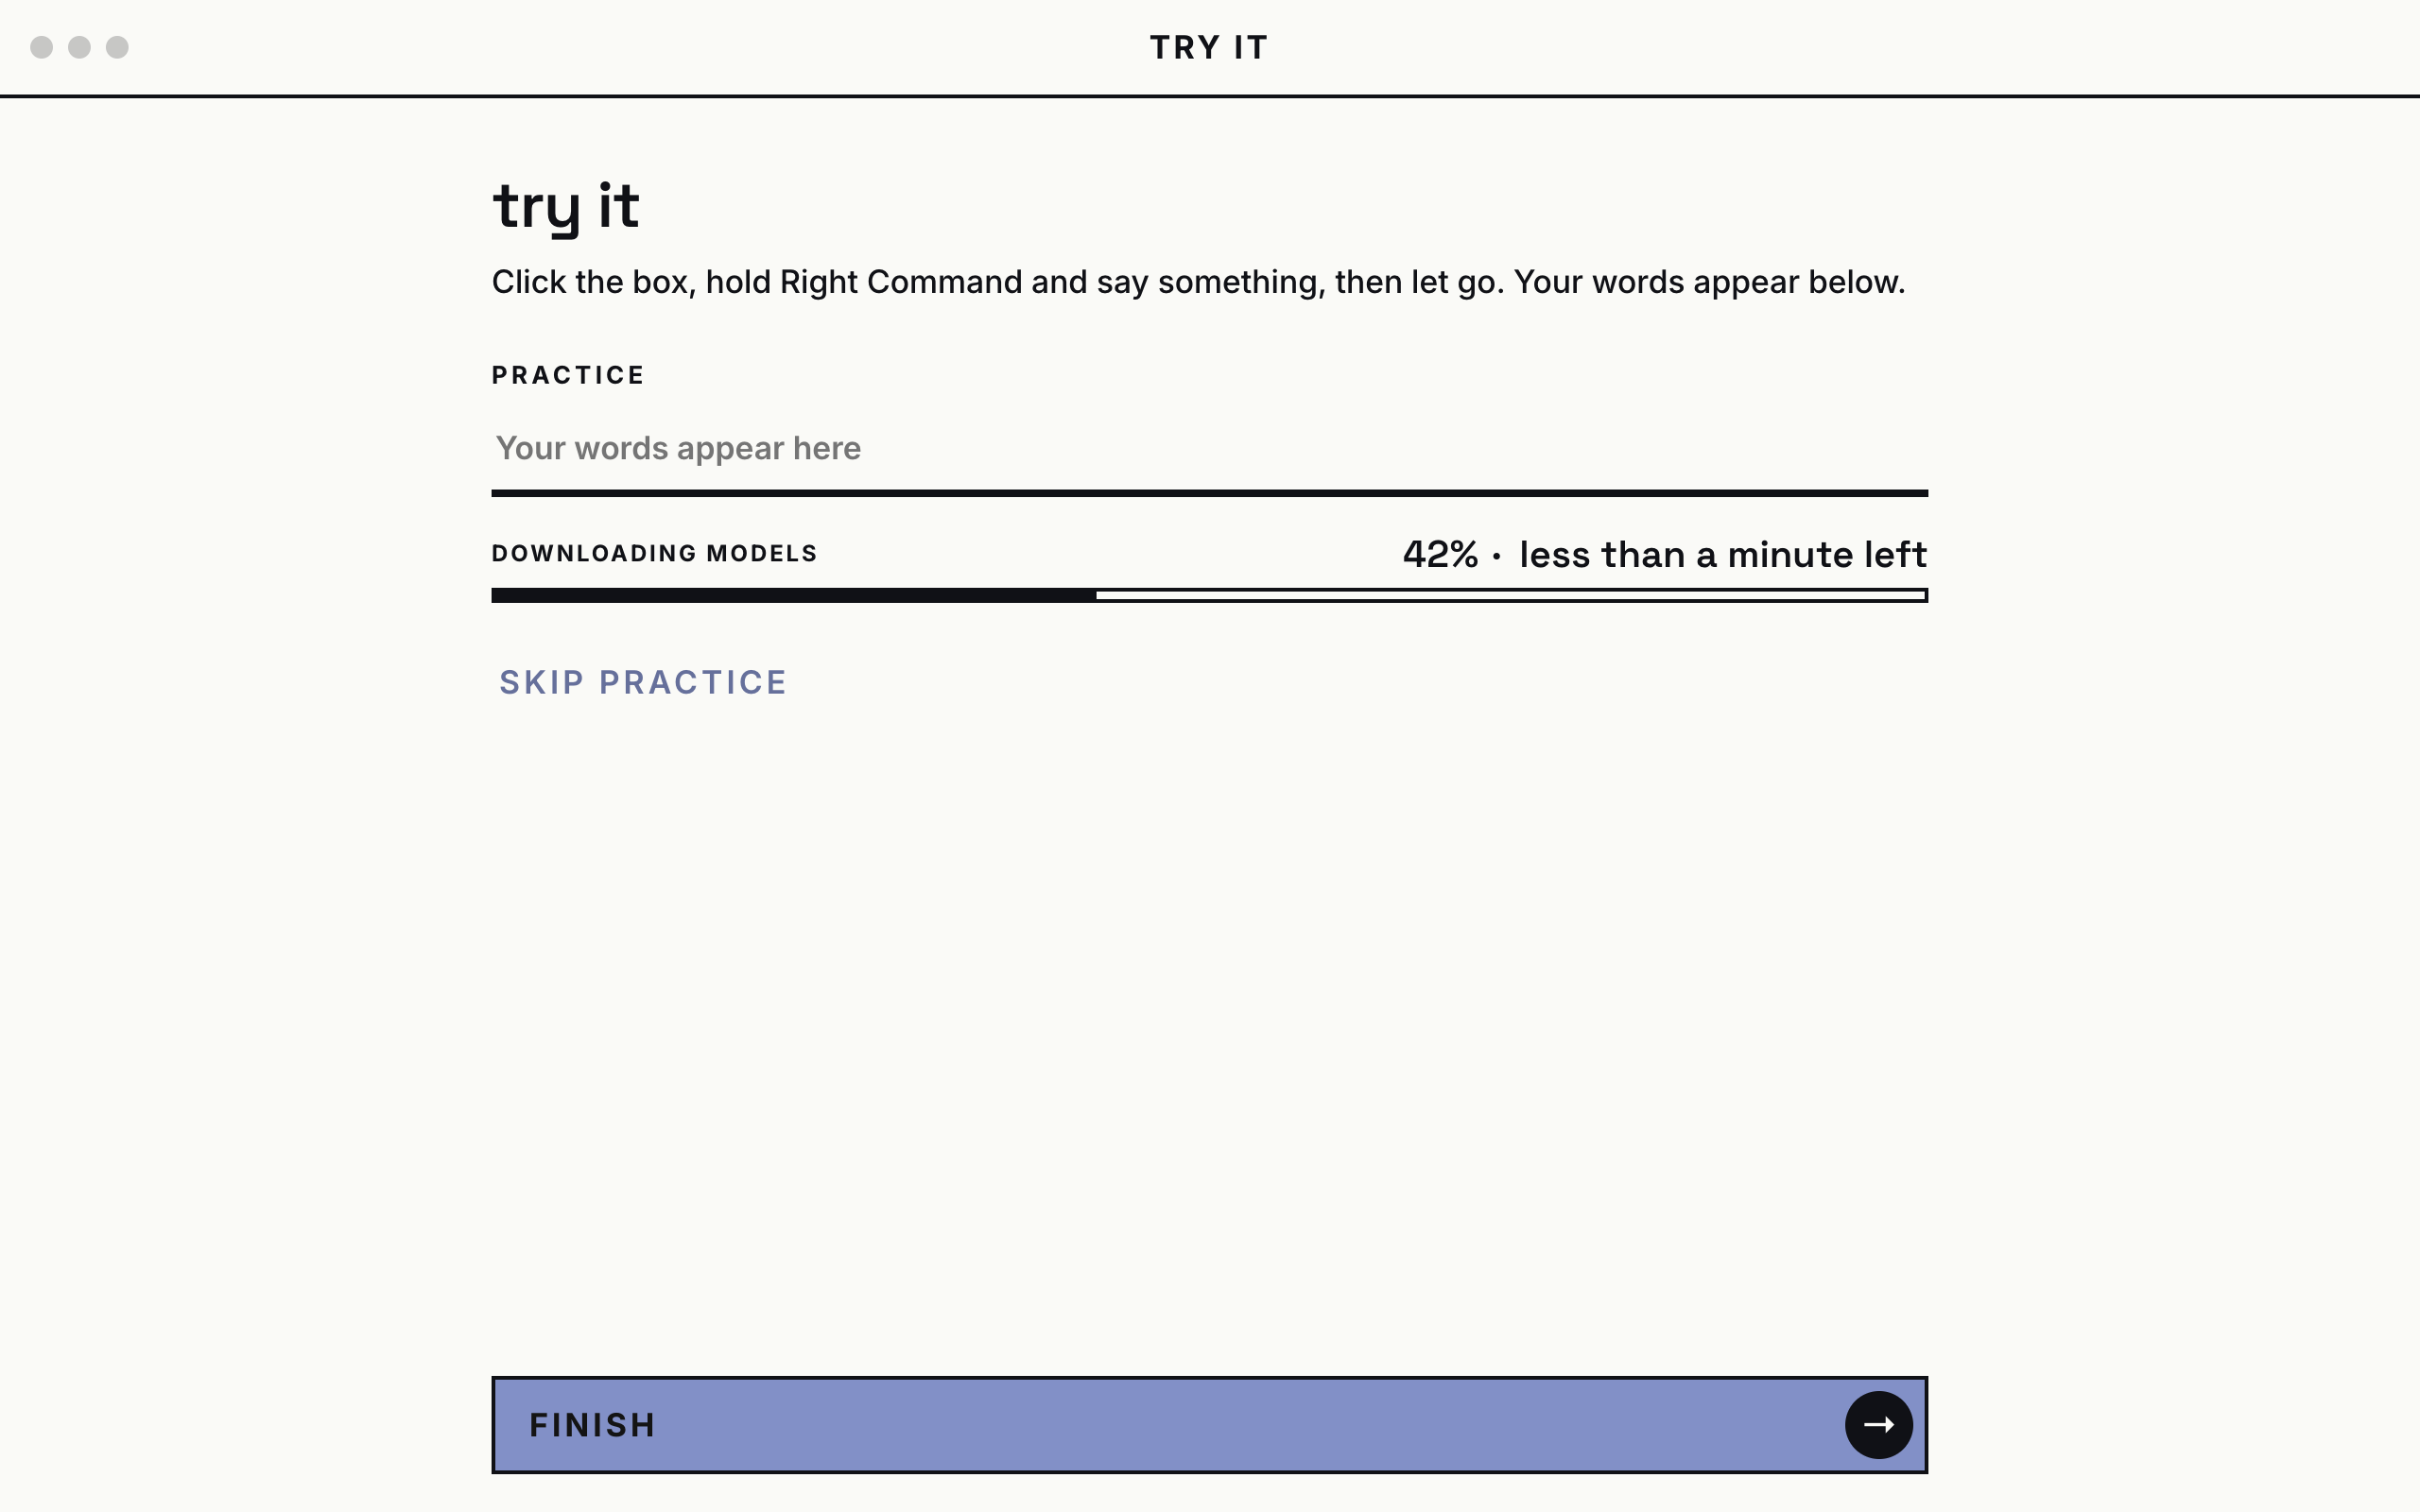 TRY IT
try it
Click the box, hold Right Command and say something, then let go. Your words appear below.
PRACTICE
Your words appear here
DOWNLOADING MODELS
42% · less than a minute left
SKIP PRACTICE
FINISH